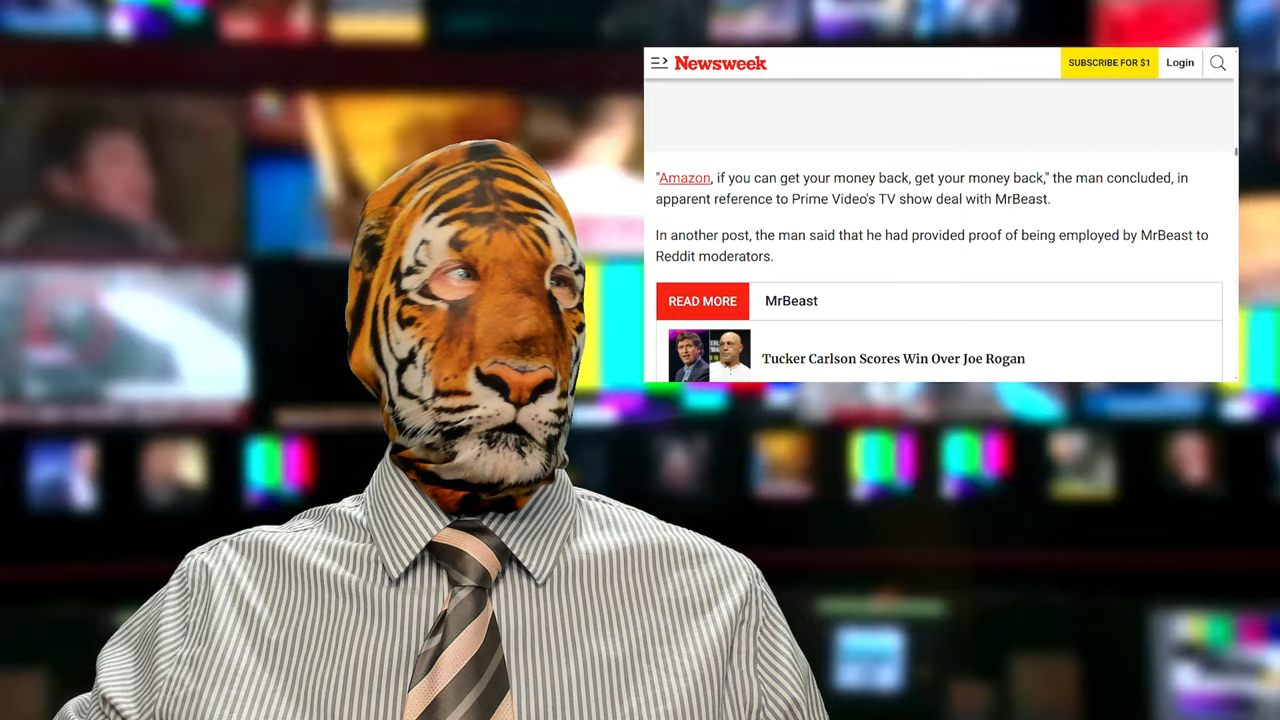 Newsweek
SUBSCRIBE FOR $1
Login
"Amazon, if you can get your money back, get your money back," the man concluded, in
apparent reference to Prime Video's TV show deal with MrBeast.
In another post, the man said that he had provided proof of being employed by MrBeast to
Reddit moderators.
READ MORE
MrBeast
Tucker Carlson Scores Win Over Joe Rogan